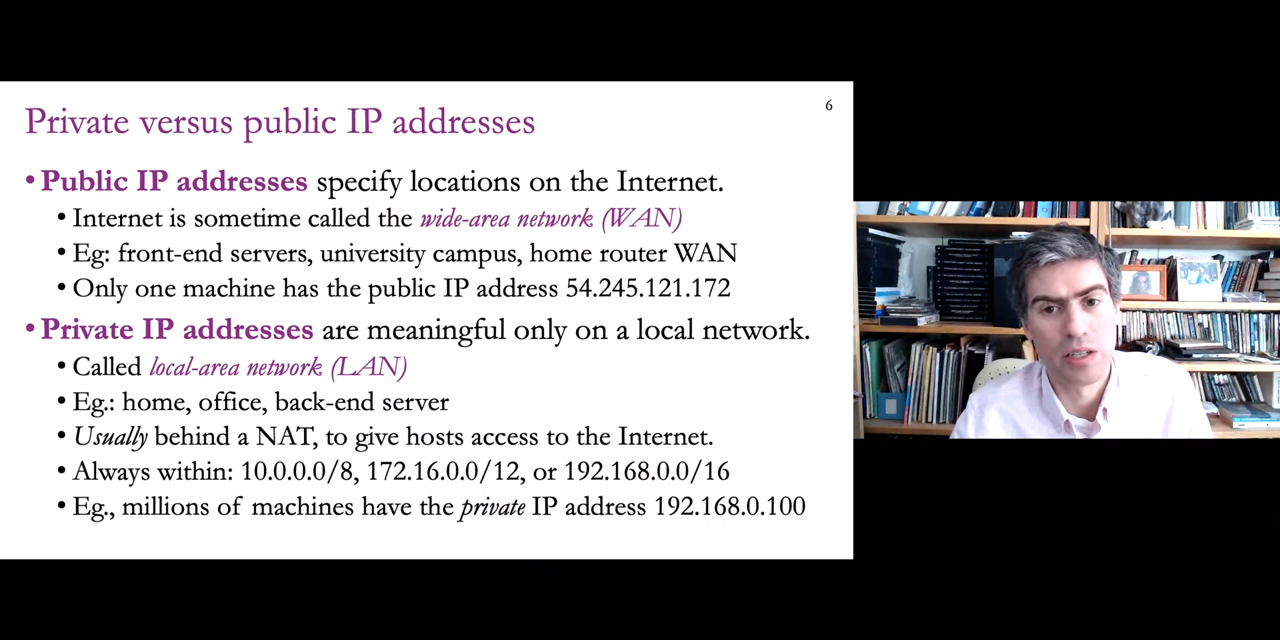 6
Private versus public IP addresses
• Public IP addresses specify locations on the Internet.
• Internet is sometime called the wide-area network (WAN)
• Eg: front-end servers, university campus, home router WAN
• Only one machine has the public IP address 54.245.121.172
• Private IP addresses are meaningful only on a local network.
• Called local-area network (LAN)
• Eg.: home, office, back-end server
• Usually behind a NAT, to give hosts access to the Internet.
• Always within: 10.0.0.0/8, 172.16.0.0/12, or 192.168.0.0/16
• Eg., millions of machines have the private IP address 192.168.0.100